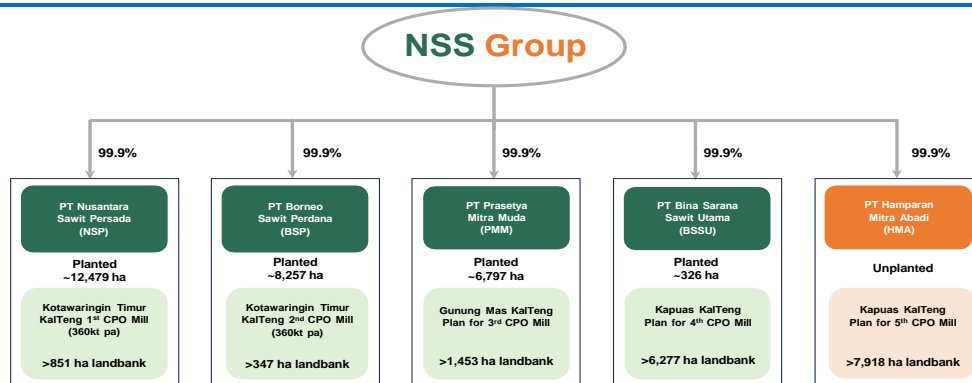 NSS Group
99.9%
99.9%
99.9%
99.9%
99.9%
PT Nusantara
Sawit Persada
(NSP)
Planted
~12,479 ha
Kotawaringin Timur
KalTeng 1st CPO Mill
(360kt pa)
>851 ha landbank
PT Borneo
Sawit Perdana
(BSP)
Planted
~8,257 ha
Kotawaringin Timur
KalTeng 2nd CPO Mill
(360kt pa)
>347 ha landbank
PT Prasetya
Mitra Muda
(PMM)
Planted
~6,797 ha
Gunung Mas KalTeng
Plan for 3rd CPO Mill
>1,453 ha landbank
PT Bina Sarana
Sawit Utama
(BSSU)
Planted
~326 ha
Kapuas KalTeng
Plan for 4th CPO Mill
>6,277 ha landbank
PT Hamparan
Mitra Abadi
(HMA)
Unplanted
Kapuas KalTeng
Plan for 5th CPO Mill
>7,918 ha landbank